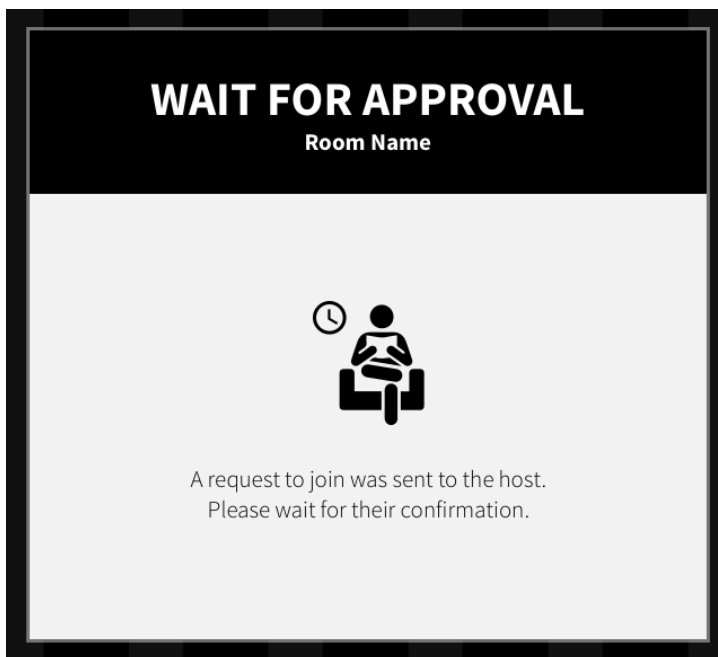 WAIT FOR APPROVAL
Room Name
A request to join was sent to the host.
Please wait for their confirmation.